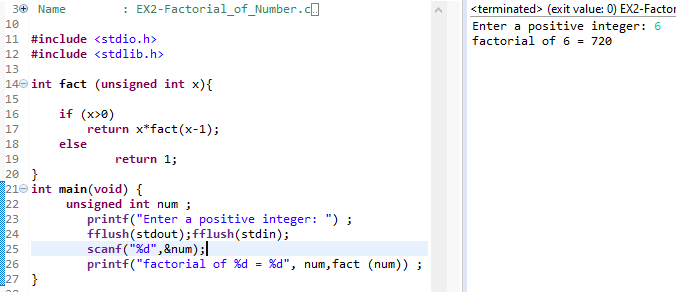 3 Name : EX2-Factorial_of_Number.c
10
11 #include <stdio.h>
12 #include <stdlib.h>
13
14 int fact (unsigned int x){
15
16 if (x>0)
17 return x*fact(x-1);
18 else
19 return 1;
20 }
21 int main(void) {
22 unsigned int num ;
23 printf("Enter a positive integer: ") ;
24 fflush(stdout);fflush(stdin);
25 scanf("%d",&num);
26 printf("factorial of %d = %d", num,fact (num)) ;
27 }
<terminated> (exit value: 0) EX2-Factor
Enter a positive integer: 6
factorial of 6 = 720